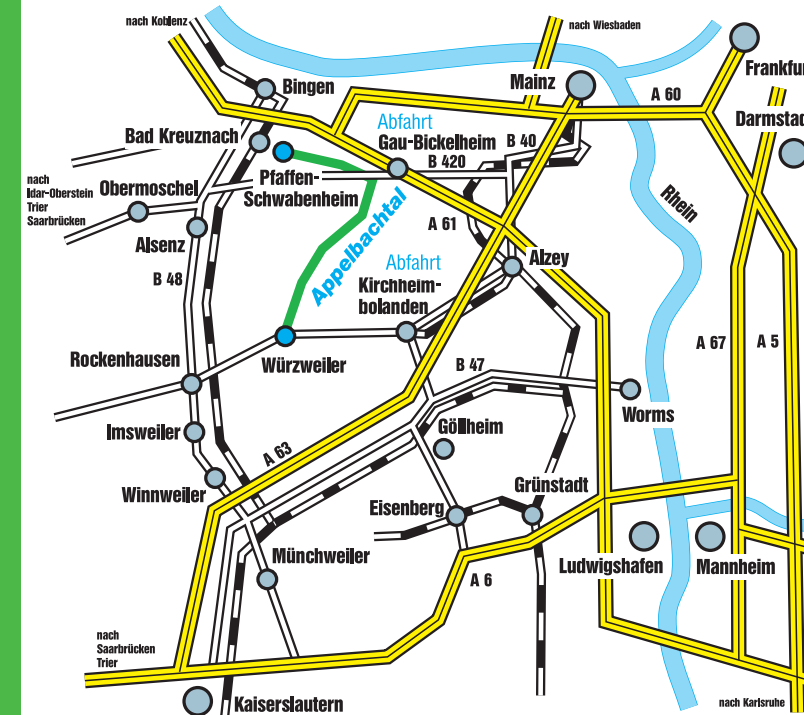 nach Koblenz
nach Wiesbaden
Bingen
Mainz
Frankfur
A 60
Darmstad
Bad Kreuznach
Abfahrt
Gau-Bickelheim
B 40
B 420
nach
Idar-Oberstein
Trier
Saarbrücken
Obermoschel
Pfaffen-
Schwabenheim
Rhein
A 61
Appelbachtal
Alsenz
Abfahrt
Kirchheim-
bolanden
Alzey
B 48
A 67
A 5
Rockenhausen
Würzweiler
B 47
Worms
Imsweiler
Göllheim
A 63
Winnweiler
Grünstadt
Eisenberg
Münchweiler
Ludwigshafen
Mannheim
A 6
nach
Saarbrücken
Trier
Kaiserslautern
nach Karlsruhe